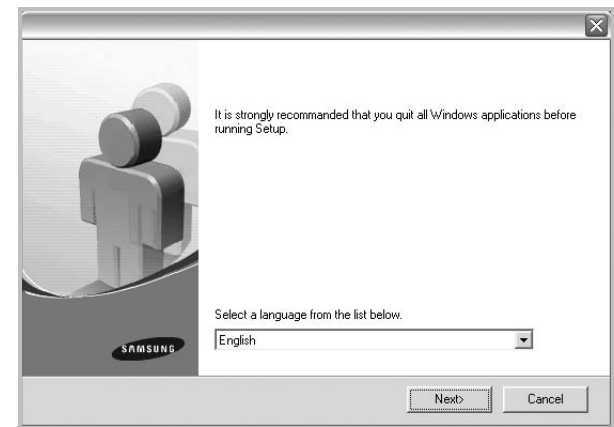 It is strongly recommanded that you quit all Windows applications before
running Setup.
Select a language from the list below.
English
SAMSUNG
Next>
Cancel